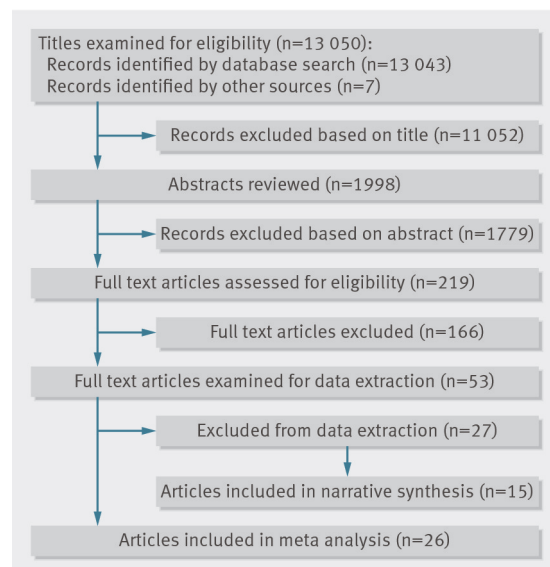 Titles examined for eligibility (n=13 050):
Records identified by database search (n=13 043)
Records identified by other sources (n=7)
Records excluded based on title (n=11 052)
Abstracts reviewed (n=1998)
Records excluded based on abstract (n=1779)
Full text articles assessed for eligibility (n=219)
Full text articles excluded (n=166)
Full text articles examined for data extraction (n=53)
Excluded from data extraction (n=27)
Articles included in narrative synthesis (n=15)
Articles included in meta analysis (n=26)